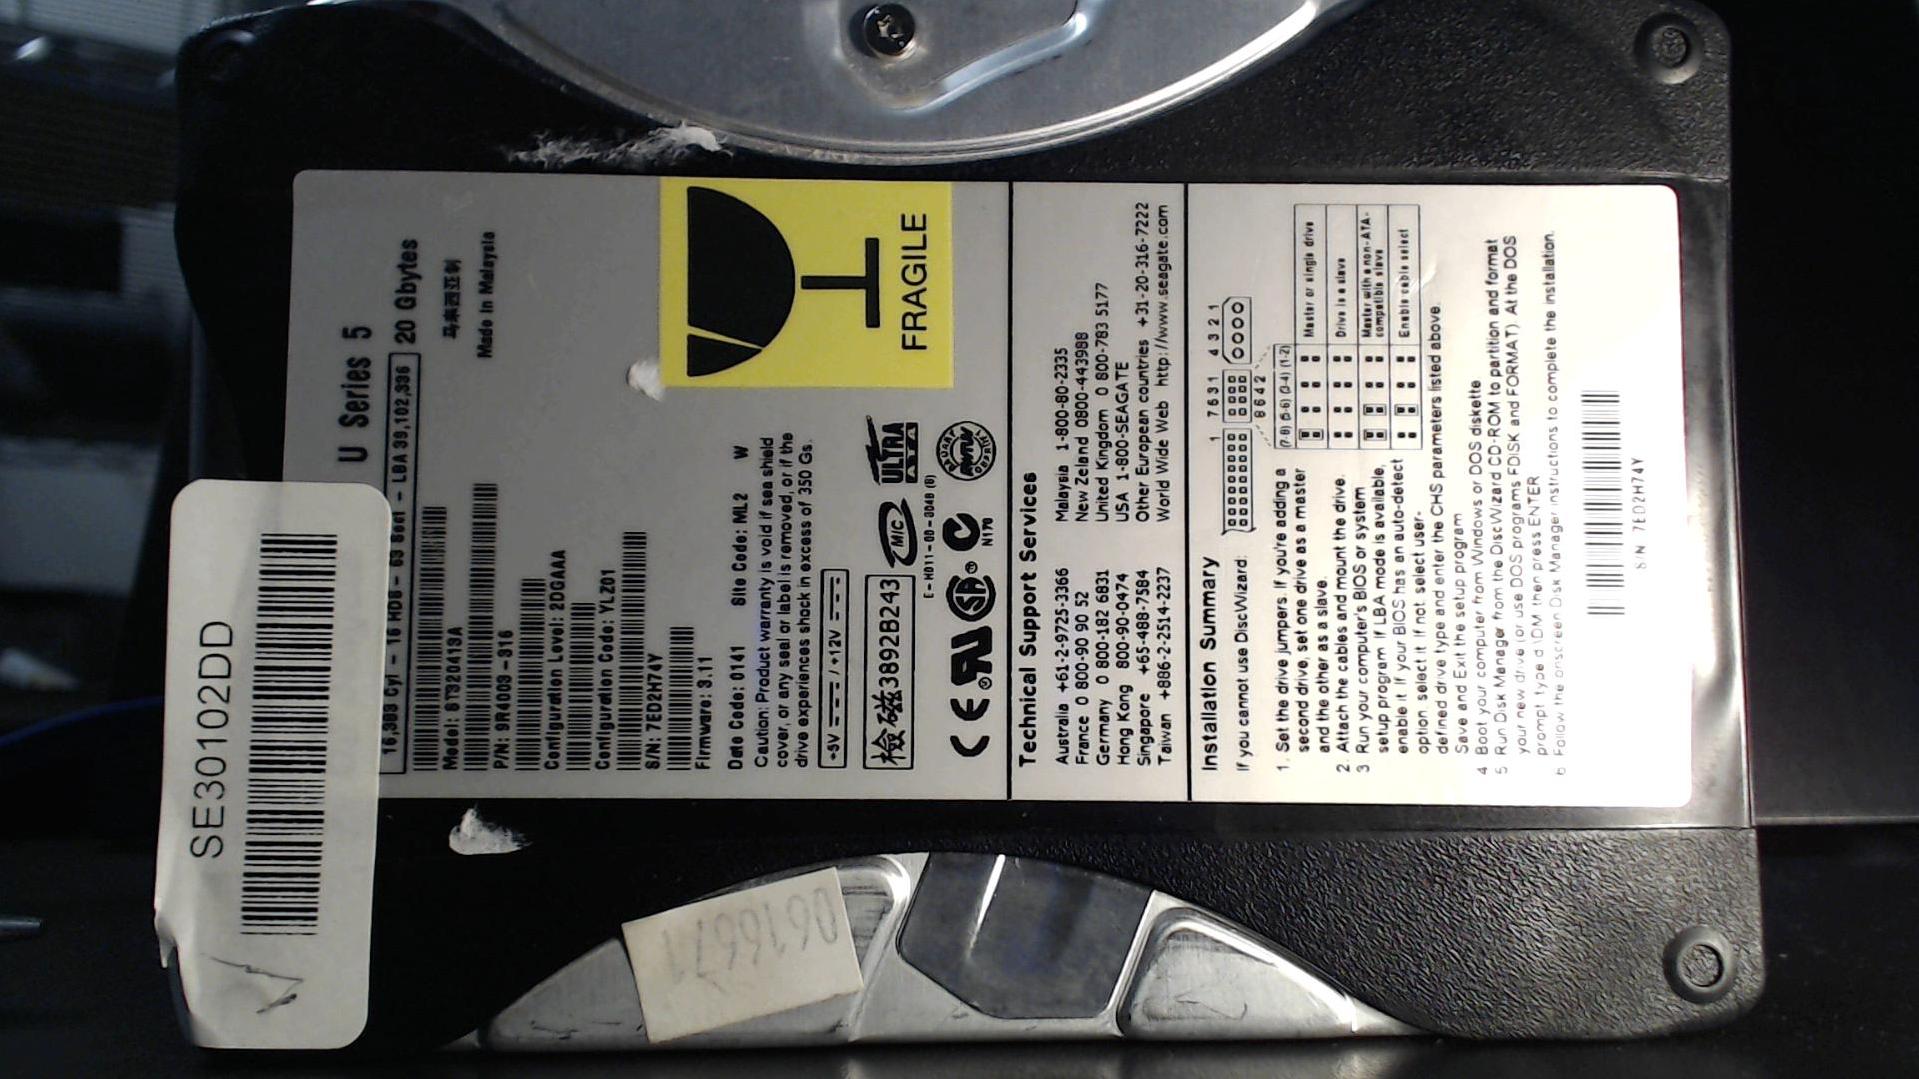 SE30102DD
U Series 5
16,383 Cyl - 16 HDS - 63 Sect - LBA 39,102,336
20 Gbytes
Model: ST320413A
马来西亚制
P/N: 9R4003-316
Made in Malaysia
Configuration Level: 2DGAAA
Configuration Code: YLZ01
S/N: 7ED2H74Y
Firmware: 3.11
Date Code: 0141 Site Code: ML2 W
Caution: Product warranty is void if sea shield
cover, or any seal or label is removed, or if the
drive experiences shock in excess of 350 Gs.
+5V / +12V
檢磁3892B243
MIC
ULTRA
ATA
E-H011-00-8048 (B)
N176
FRAGILE
Technical Support Services
Australia +61-2-9725-3366
France 0 800-90 90 52
Germany 0 800-182 6831
Hong Kong 800-90-0474
Singapore +65-488-7584
Taiwan +886-2-2514-2237
Malaysia 1-800-80-2335
New Zeland 0800-443988
United Kingdom 0 800-783 5177
USA 1-800-SEAGATE
Other European countries +31-20-316-7222
World Wide Web http://www.seagate.com
Installation Summary
If you cannot use DiscWizard:
1. Set the drive jumpers. If you're adding a
second drive, set one drive as a master
and the other as a slave.
2. Attach the cables and mount the drive.
3 Run your computer's BIOS or system
setup program If LBA mode is available,
enable it If your BIOS has an auto-detect
option select it if not select user-
defined drive type and enter the CHS parameters listed above.
Save and Exit the setup program
4 Boot your computer from Windows or DOS diskette
5 Run Disk Manager from the DiscWizard CD-ROM to partition and format
your new drive (or use DOS programs FDISK and FORMAT) At the DOS
prompt type d:\DM then press ENTER
6 Follow the onscreen Disk Manager instructions to complete the installation.
1 7531 4321
8642
(7-8) (5-6) (3-4) (1-2)
Master or single drive
Drive is a slave
Master with a non-ATA-
compatible slave
Enable cable select
S/N 7ED2H74Y
0616671